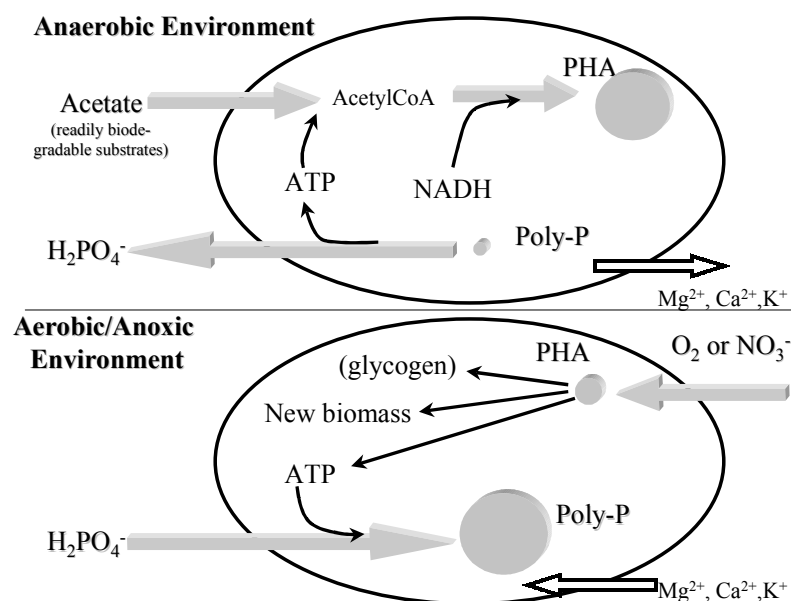 Anaerobic Environment
PHA
Acetate
(readily biode-
gradable substrates)
AcetylCoA
ATP
NADH
H₂PO₄⁻
Poly-P
Mg²⁺, Ca²⁺,K⁺
Aerobic/Anoxic
Environment
PHA
O₂ or NO₃⁻
(glycogen)
New biomass
ATP
Poly-P
H₂PO₄⁻
Mg²⁺, Ca²⁺,K⁺